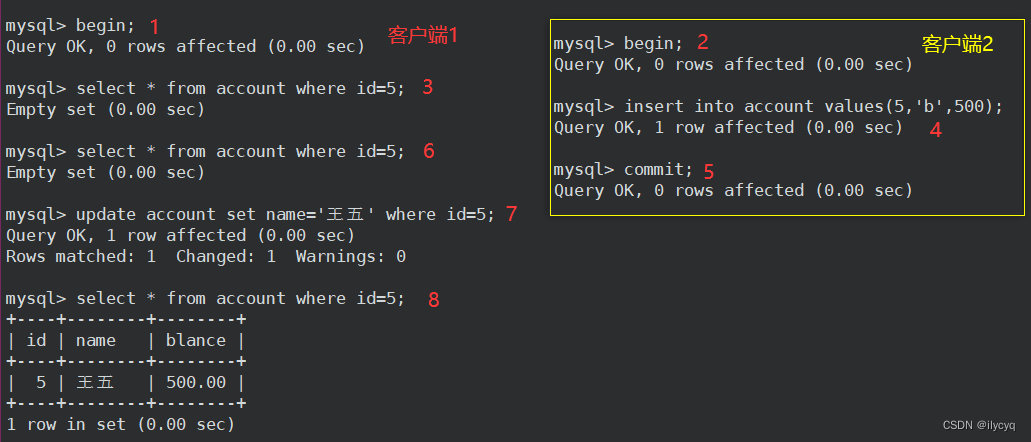 mysql> begin; 1
客户端1
Query OK, 0 rows affected (0.00 sec)
mysql> select * from account where id=5; 3
Empty set (0.00 sec)
mysql> select * from account where id=5; 6
Empty set (0.00 sec)
mysql> update account set name='王五' where id=5; 7
Query OK, 1 row affected (0.00 sec)
Rows matched: 1  Changed: 1  Warnings: 0
mysql> select * from account where id=5; 8
+----+--------+--------+
| id | name   | blance |
+----+--------+--------+
|  5 | 王五   | 500.00 |
+----+--------+--------+
1 row in set (0.00 sec)
mysql> begin; 2
客户端2
Query OK, 0 rows affected (0.00 sec)
mysql> insert into account values(5,'b',500);
Query OK, 1 row affected (0.00 sec) 4
mysql> commit; 5
Query OK, 0 rows affected (0.00 sec)
CSDN @ilycyq